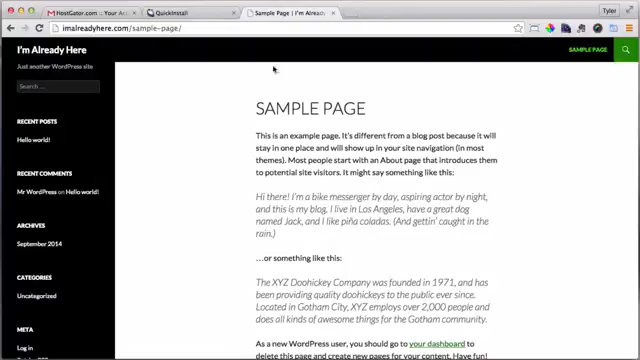 HostGator.com :: Your Ac
QuickInstall
Sample Page | I'm Already
Tyler
imalreadyhere.com/sample-page/
I'm Already Here
SAMPLE PAGE
Just another WordPress site
Search ...
RECENT POSTS
Hello world!
RECENT COMMENTS
Mr WordPress on Hello world!
ARCHIVES
September 2014
CATEGORIES
Uncategorized
META
Log in
SAMPLE PAGE
This is an example page. It's different from a blog post because it will
stay in one place and will show up in your site navigation (in most
themes). Most people start with an About page that introduces them
to potential site visitors. It might say something like this:
Hi there! I'm a bike messenger by day, aspiring actor by night,
and this is my blog. I live in Los Angeles, have a great dog
named Jack, and I like piña coladas. (And gettin' caught in the
rain.)
...or something like this:
The XYZ Doohickey Company was founded in 1971, and has
been providing quality doohickeys to the public ever since.
Located in Gotham City, XYZ employs over 2,000 people and
does all kinds of awesome things for the Gotham community.
As a new WordPress user, you should go to your dashboard to
delete this page and create new pages for your content. Have fun!